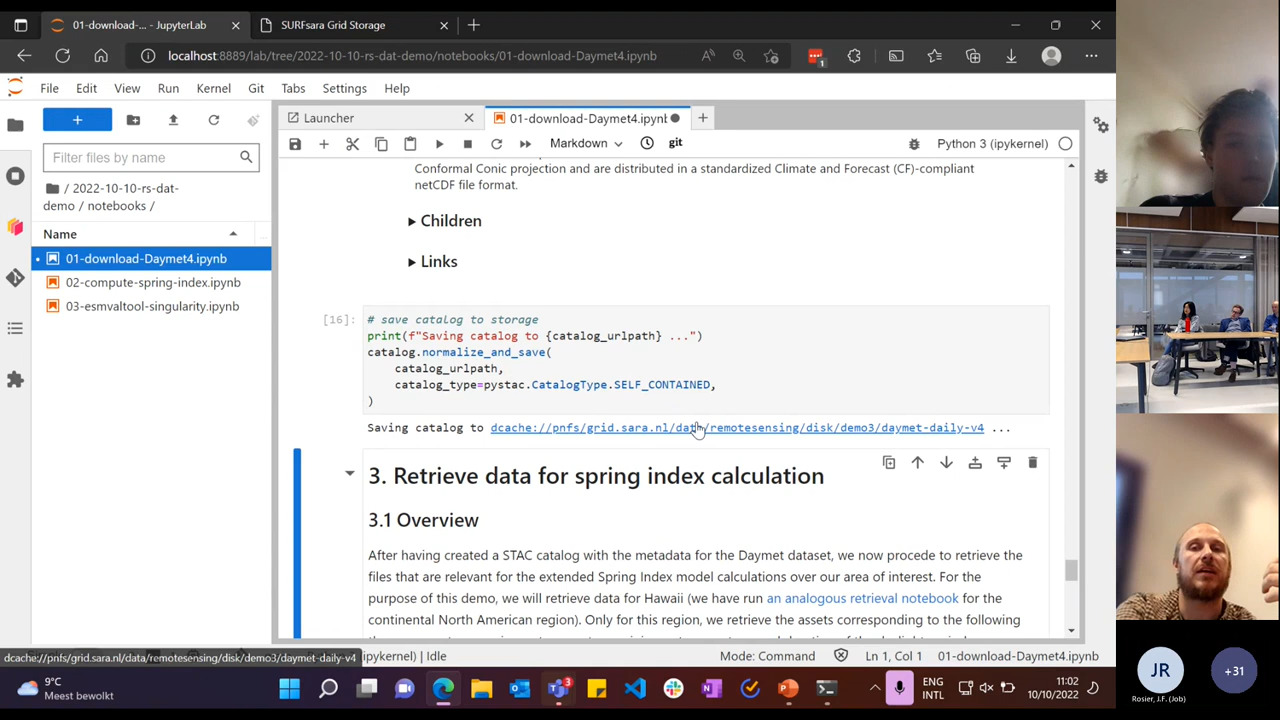 01-download-... - JupyterLab
SURFsara Grid Storage
localhost:8889/lab/tree/2022-10-10-rs-dat-demo/notebooks/01-download-Daymet4.ipynb
1
File Edit View Run Kernel Git Tabs Settings Help
Launcher
01-download-Daymet4.ipynb
Markdown
git
Python 3 (ipykernel)
Filter files by name
/ 2022-10-10-rs-dat-
demo / notebooks /
Name
01-download-Daymet4.ipynb
02-compute-spring-index.ipynb
03-esmvaltool-singularity.ipynb
Conformal Conic projection and are distributed in a standardized Climate and Forecast (CF)-compliant
netCDF file format.
Children
Links
[16]:
# save catalog to storage
print(f"Saving catalog to {catalog_urlpath} ...")
catalog.normalize_and_save(
catalog_urlpath,
catalog_type=pystac.CatalogType.SELF_CONTAINED,
)
Saving catalog to dcache://pnfs/grid.sara.nl/data/remotesensing/disk/demo3/daymet-daily-v4 ...
3. Retrieve data for spring index calculation
3.1 Overview
After having created a STAC catalog with the metadata for the Daymet dataset, we now procede to retrieve the
files that are relevant for the extended Spring Index model calculations over our area of interest. For the
purpose of this demo, we will retrieve data for Hawaii (we have run an analogous retrieval notebook for the
continental North American region). Only for this region, we retrieve the assets corresponding to the following
dcache://pnfs/grid.sara.nl/data/remotesensing/disk/demo3/daymet-daily-v4
(ipykernel) | Idle
Mode: Command
Ln 1, Col 1
01-download-Daymet4.ipynb
9°C
Meest bewolkt
3
ENG
INTL
11:02
10/10/2022
JR
Rosier, J.F. (Job)
+31